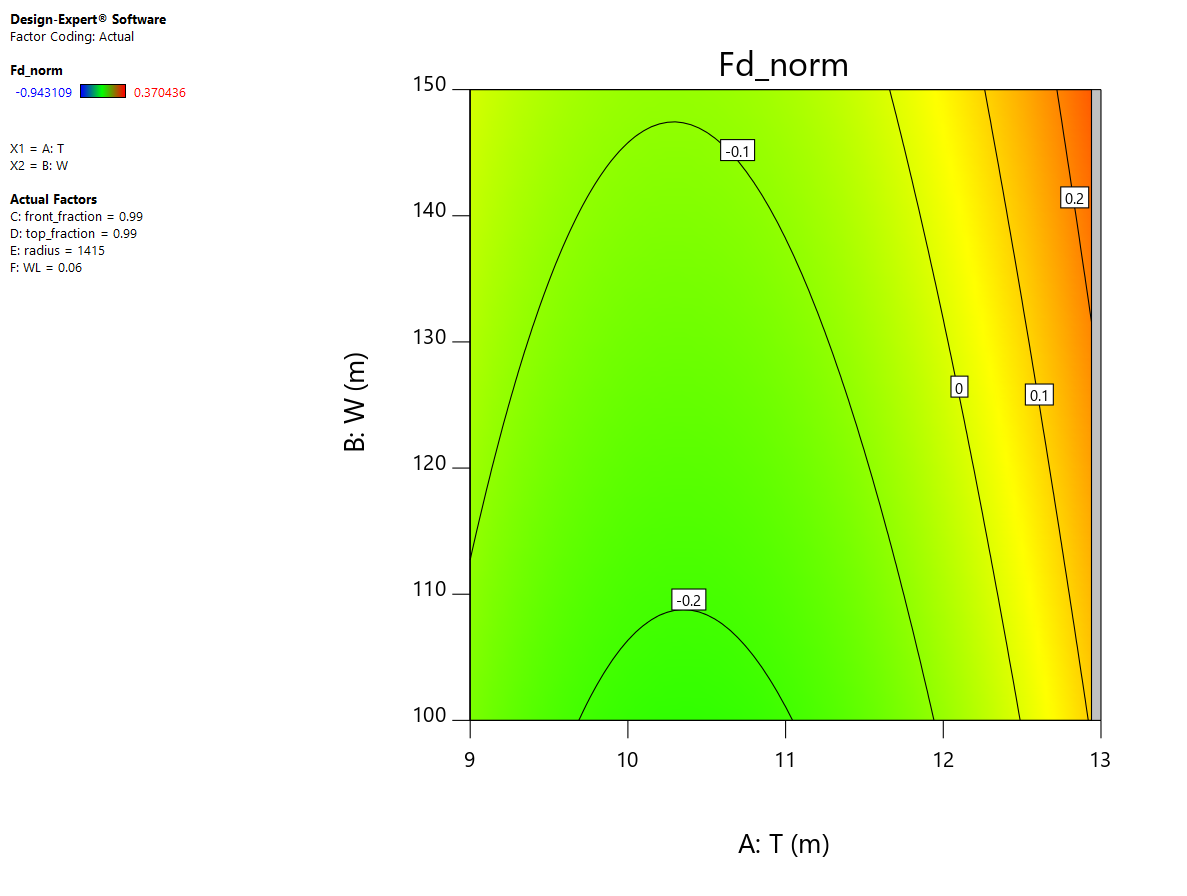 Design-Expert® Software
Factor Coding: Actual
Fd_norm
-0.943109 0.370436
X1 = A: T
X2 = B: W
Actual Factors
C: front_fraction = 0.99
D: top_fraction = 0.99
E: radius = 1415
F: WL = 0.06
Fd_norm
150
140
130
120
110
100
B: W (m)
-0.1
0.2
0
0.1
-0.2
9 10 11 12 13
A: T (m)